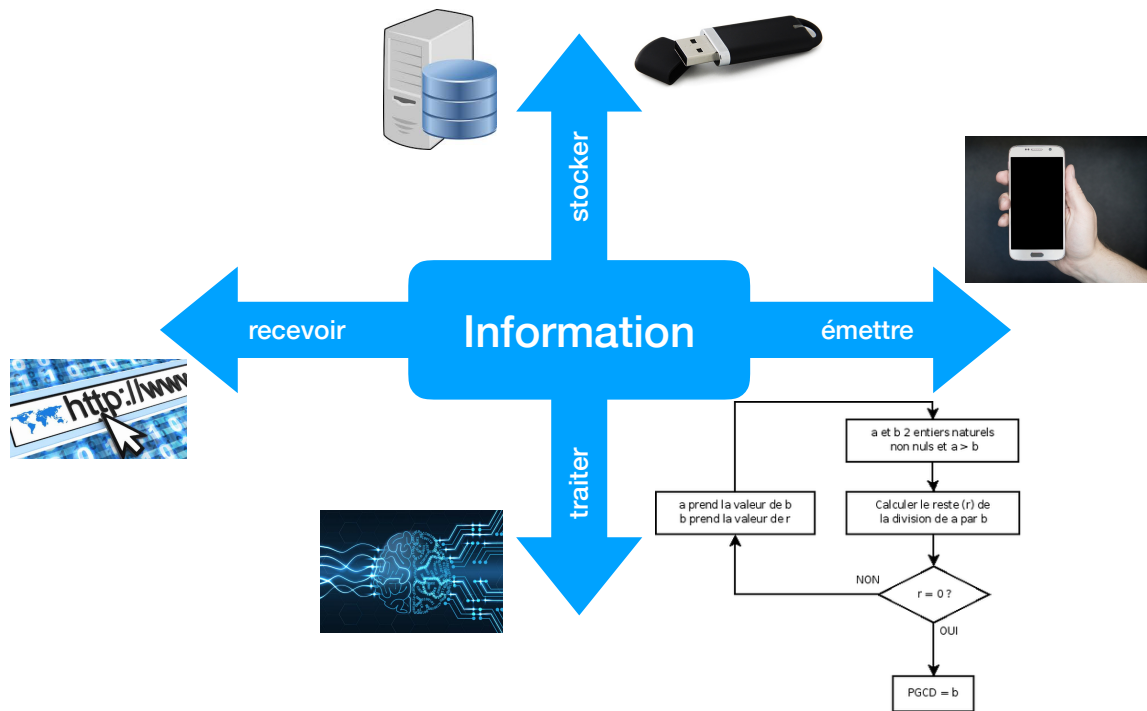 stocker
recevoir
Information
émettre
http://www
traiter
a et b 2 entiers naturels
non nuls et a > b
a prend la valeur de b
b prend la valeur de r
Calculer le reste (r) de
la division de a par b
NON
r = 0 ?
OUI
PGCD = b